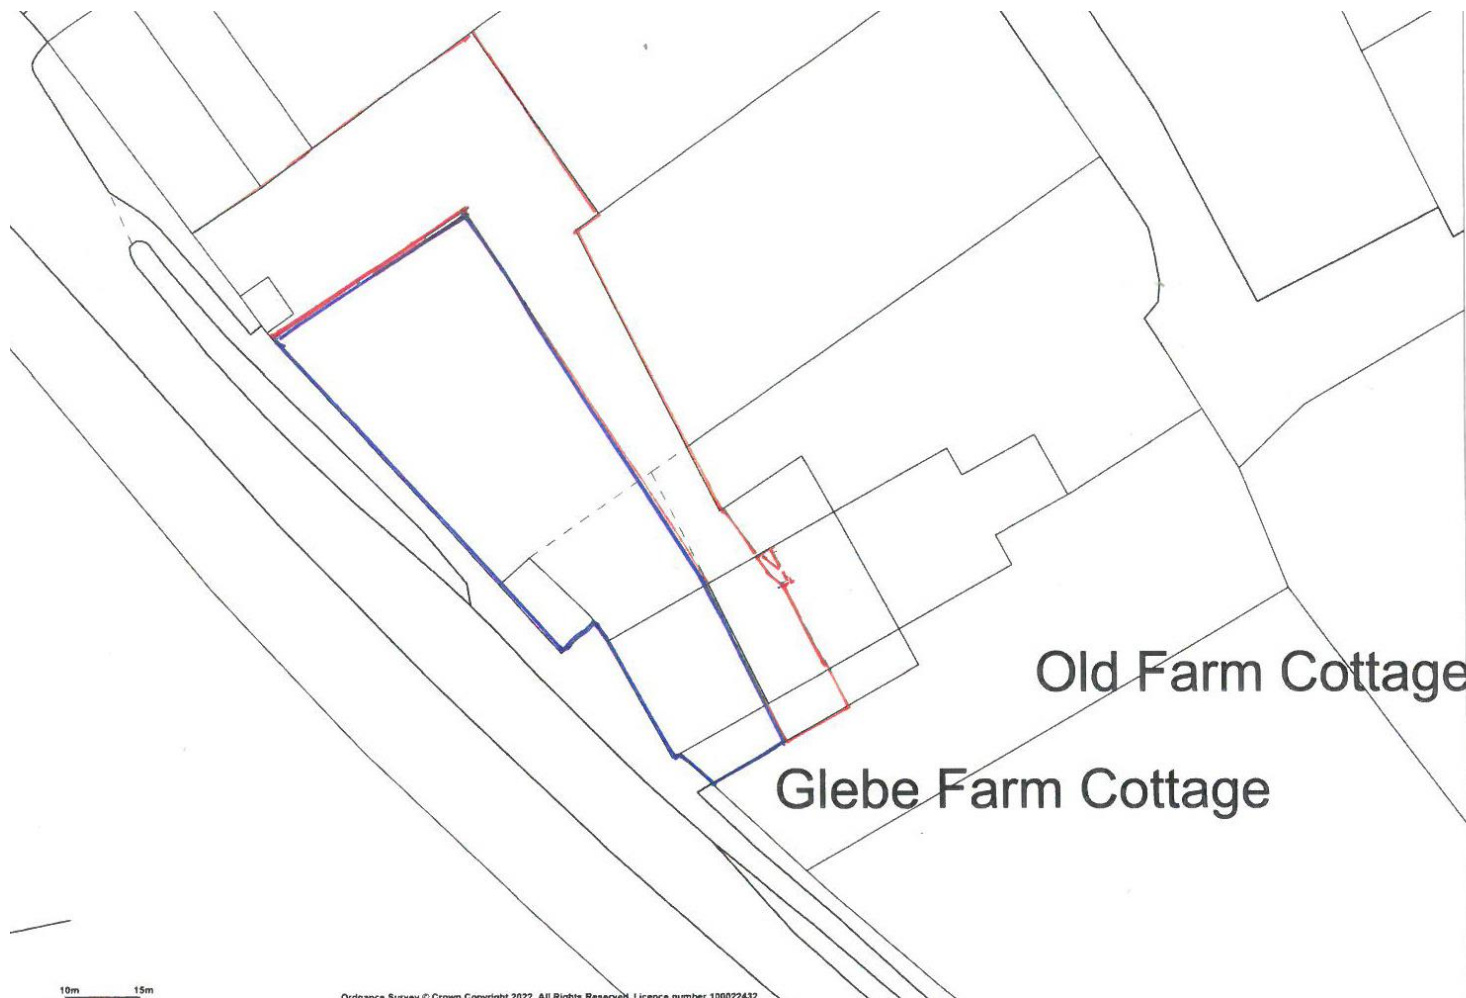 Old Farm Cottage
Glebe Farm Cottage
10m 15m
Ordnance Survey © Crown Copyright 2022. All Rights Reserved. Licence number 100022432